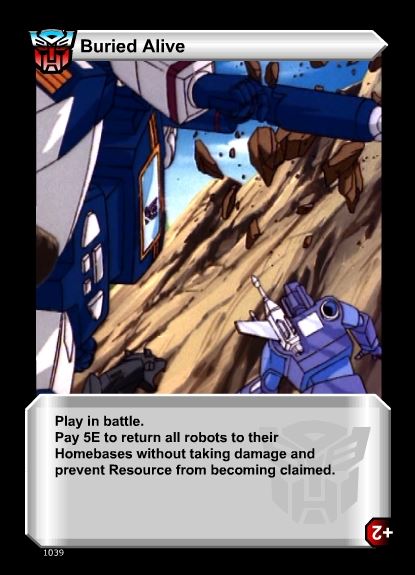 Buried Alive
Play in battle.
Pay 5E to return all robots to their
Homebases without taking damage and
prevent Resource from becoming claimed.
+2
1039